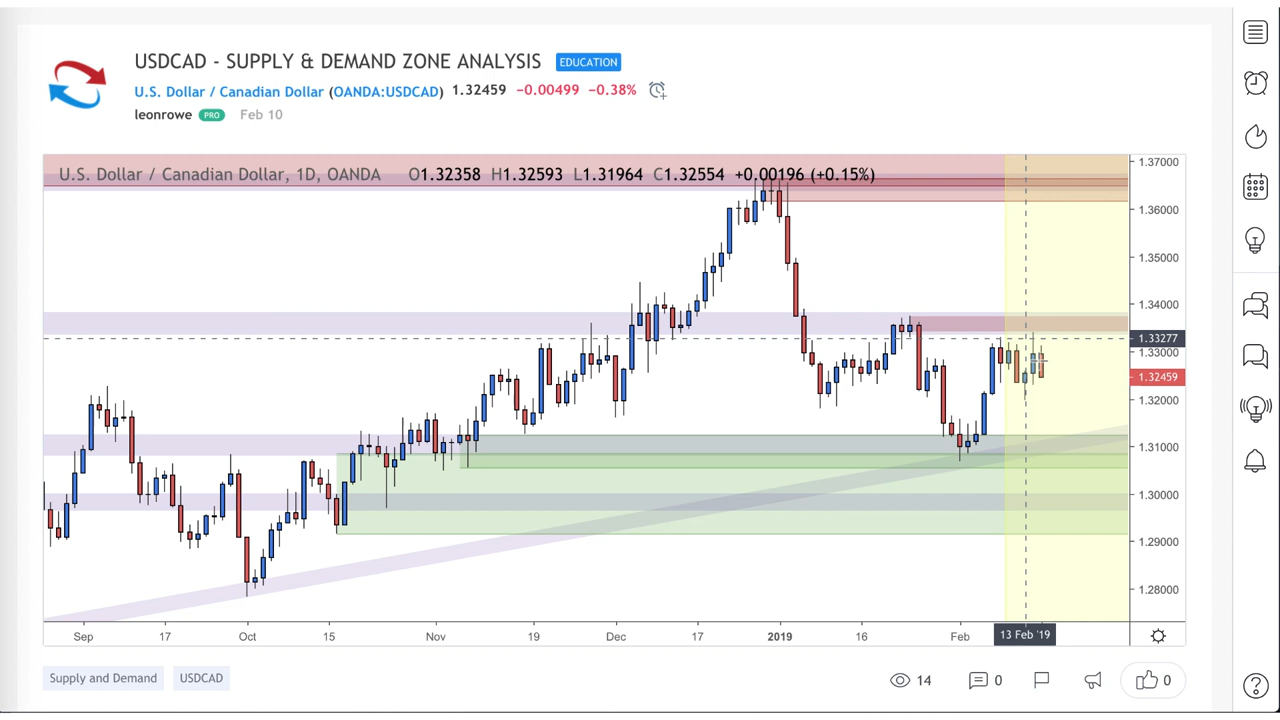 USDCAD - SUPPLY & DEMAND ZONE ANALYSIS EDUCATION
U.S. Dollar / Canadian Dollar (OANDA:USDCAD) 1.32459 −0.00499 −0.38%
leonrowe PRO Feb 10
U.S. Dollar / Canadian Dollar, 1D, OANDA O1.32358 H1.32593 L1.31964 C1.32554 +0.00196 (+0.15%)
1.37000
1.36000
1.35000
1.34000
1.33277
1.33000
1.32459
1.32000
1.31000
1.30000
1.29000
1.28000
Sep 17 Oct 15 Nov 19 Dec 17 2019 16 Feb 13 Feb '19
Supply and Demand USDCAD 14 0 0